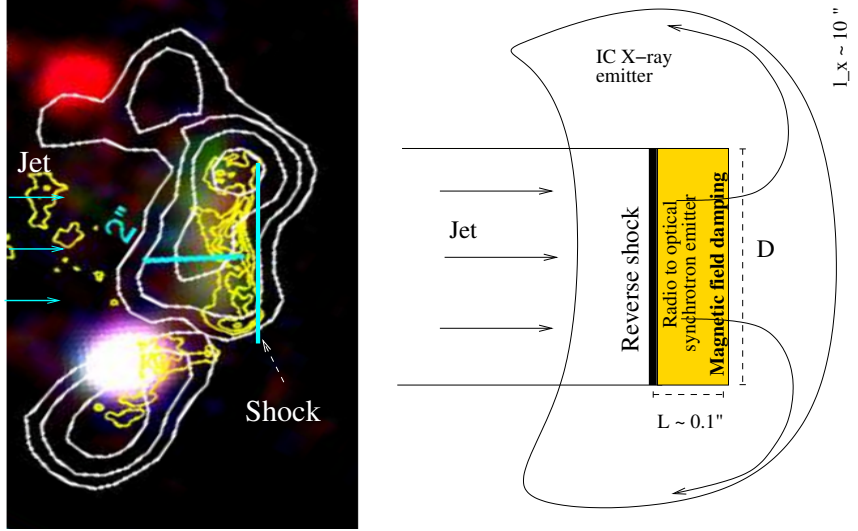 Jet
2"
Shock
IC X-ray
emitter
l_x ~ 10 "
Jet
Reverse shock
Radio to optical
synchrotron emitter
Magnetic field damping
D
L ~ 0.1"